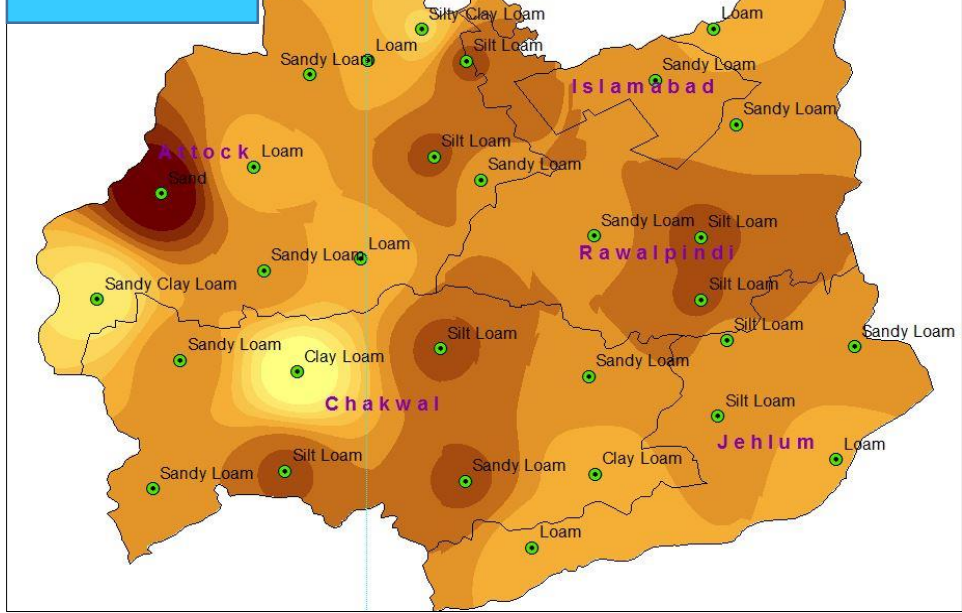 Silty Clay Loam
Loam
Loam
Silt Loam
Sandy Loam
Sandy Loam
Islamabad
Sandy Loam
Silt Loam
Attock
Loam
Sandy Loam
Sand
Sandy Loam
Silt Loam
Loam
Rawalpindi
Sandy Loam
Sandy Clay Loam
Silt Loam
Silt Loam
Sandy Loam
Silt Loam
Sandy Loam
Clay Loam
Sandy Loam
Chakwal
Silt Loam
Jehlum
Loam
Silt Loam
Clay Loam
Sandy Loam
Sandy Loam
Loam